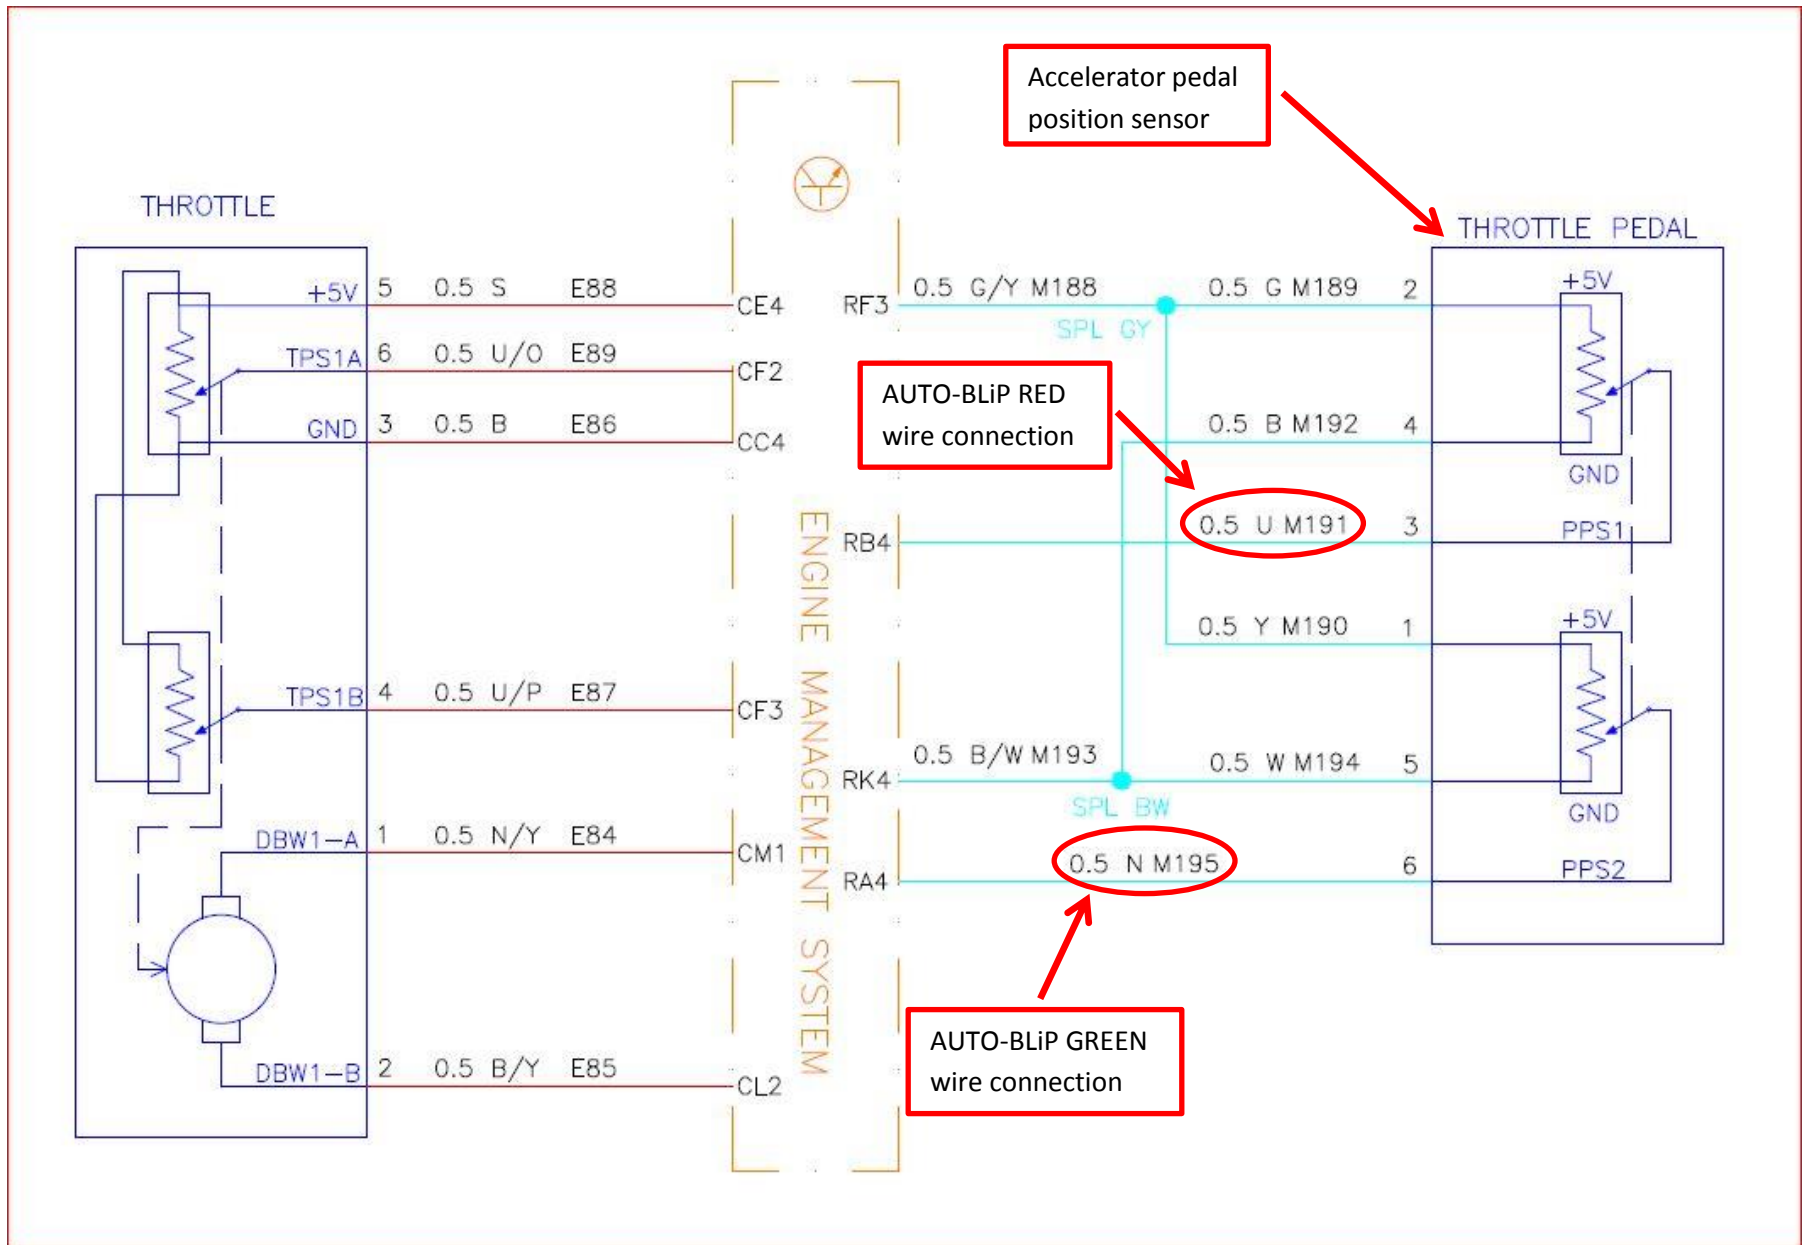 Accelerator pedal
position sensor
THROTTLE
THROTTLE PEDAL
+5V 5 0.5 S E88 CE4
RF3 0.5 G/Y M188 0.5 G M189 2 +5V
SPL GY
TPS1A 6 0.5 U/O E89 CF2
AUTO-BLiP RED
wire connection
GND 3 0.5 B E86 CC4
0.5 B M192 4
GND
RB4 0.5 U M191 3 PPS1
ENGINE MANAGEMENT SYSTEM
0.5 Y M190 1 +5V
TPS1B 4 0.5 U/P E87 CF3
RK4 0.5 B/W M193 0.5 W M194 5
SPL BW
GND
DBW1-A 1 0.5 N/Y E84 CM1
RA4 0.5 N M195 6 PPS2
AUTO-BLiP GREEN
wire connection
DBW1-B 2 0.5 B/Y E85 CL2